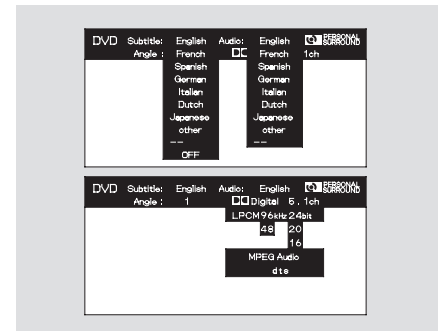 DVD Subtitle: English Audio: English PERSONAL SURROUND
Angle : French French 1ch
Spanish Spanish
German German
Italian Italian
Dutch Dutch
Japanese Japanese
other other
-- --
OFF
DVD Subtitle: English Audio: English PERSONAL SURROUND
Angle : 1 Digital 5.1ch
LPCM 96kHz 24bit
48 20
16
MPEG Audio
dts